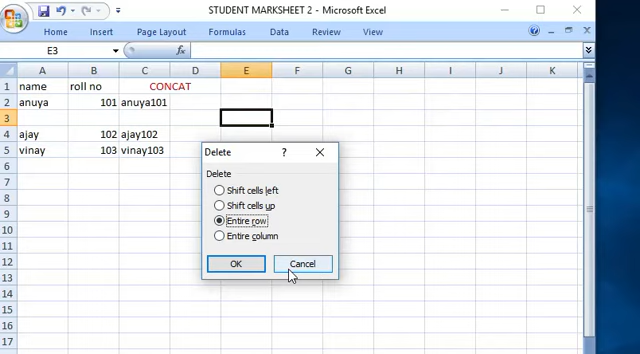 STUDENT MARKSHEET 2 - Microsoft Excel
Home Insert Page Layout Formulas Data Review View
E3 fx
A B C D E F G H I J K
1 name roll no CONCAT
2 anuya 101 anuya101
3
4 ajay 102 ajay102
5 vinay 103 vinay103
6
7
8
9
10
11
12
13
14
15
16
17
Delete ?
Delete
Shift cells left
Shift cells up
Entire row
Entire column
OK Cancel